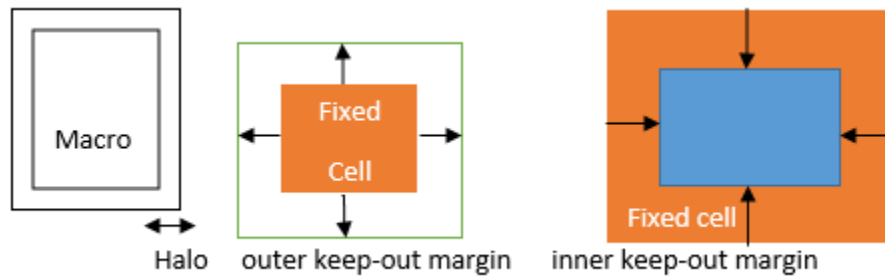 Macro
Halo
Fixed
Cell
outer keep-out margin
Fixed cell
inner keep-out margin